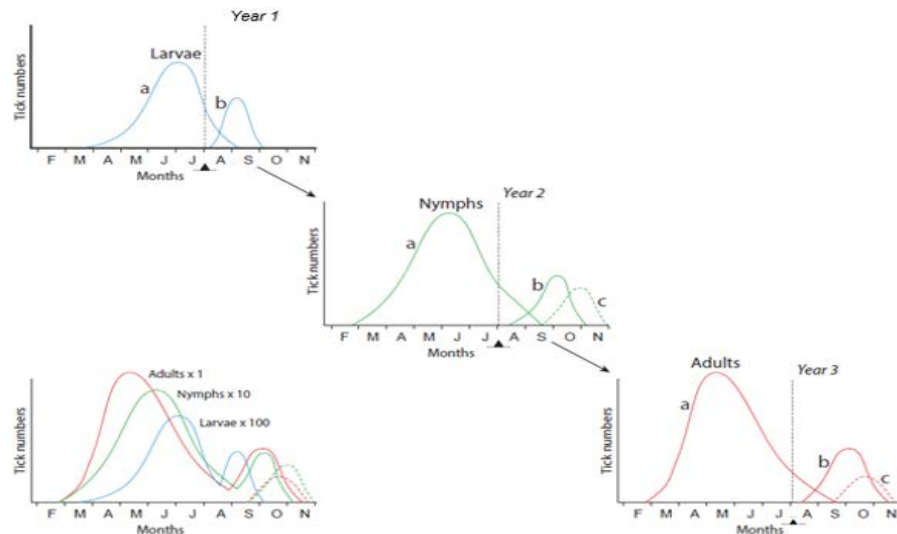 Year 1
Larvae
a
b
Tick numbers
F M A M J J A S O N
Months
Year 2
Nymphs
a
b
c
Tick numbers
F M A M J J A S O N
Months
Adults x 1
Nymphs x 10
Larvae x 100
Tick numbers
F M A M J J A S O N
Months
Adults
Year 3
a
b
c
Tick numbers
F M A M J J A S O N
Months